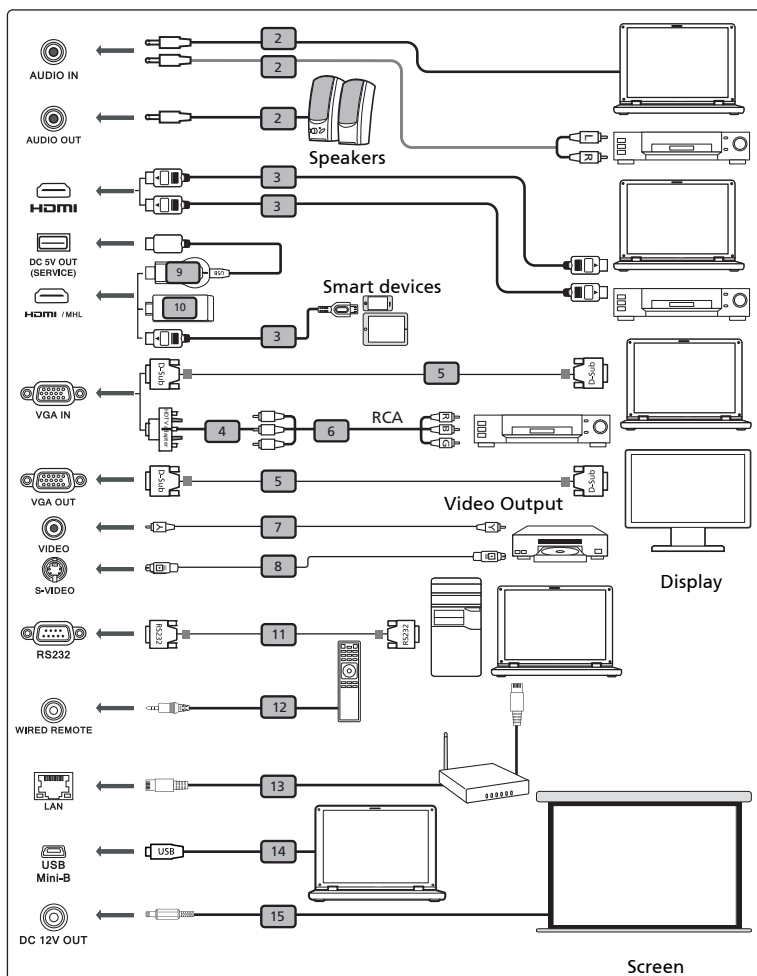 AUDIO IN
2
2
AUDIO OUT
2
Speakers
L
R
HDMI
3
3
DC 5V OUT
(SERVICE)
9
USB
HDMI / MHL
10
3
Smart devices
VGA IN
D-Sub
5
D-Sub
HDTV adapter
4
6
RCA
R
B
G
VGA OUT
D-Sub
5
D-Sub
Video Output
VIDEO
Y
7
Y
S-VIDEO
8
Display
RS232
RS232
11
RS232
WIRED REMOTE
12
LAN
13
USB
Mini-B
USB
14
DC 12V OUT
15
Screen